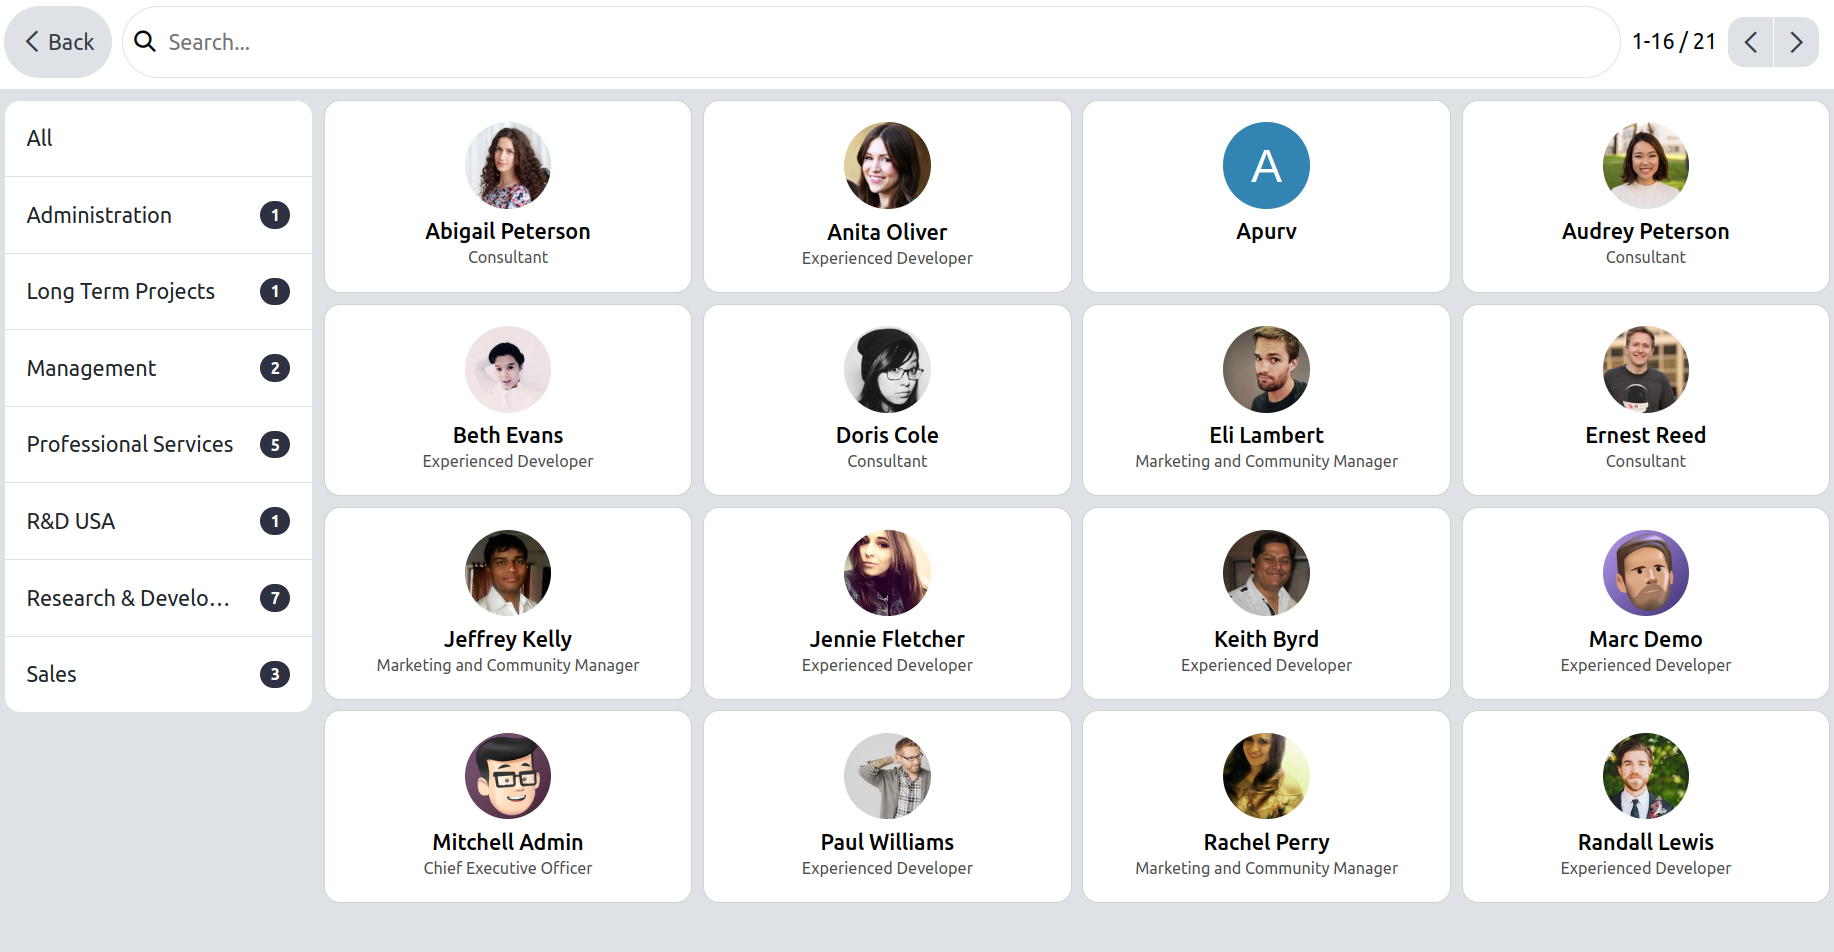 Back
Search...
1-16 / 21
All
Administration 1
Long Term Projects 1
Management 2
Professional Services 5
R&D USA 1
Research & Develo... 7
Sales 3
Abigail Peterson
Consultant
Anita Oliver
Experienced Developer
A
Apurv
Audrey Peterson
Consultant
Beth Evans
Experienced Developer
Doris Cole
Consultant
Eli Lambert
Marketing and Community Manager
Ernest Reed
Consultant
Jeffrey Kelly
Marketing and Community Manager
Jennie Fletcher
Experienced Developer
Keith Byrd
Experienced Developer
Marc Demo
Experienced Developer
Mitchell Admin
Chief Executive Officer
Paul Williams
Experienced Developer
Rachel Perry
Marketing and Community Manager
Randall Lewis
Experienced Developer